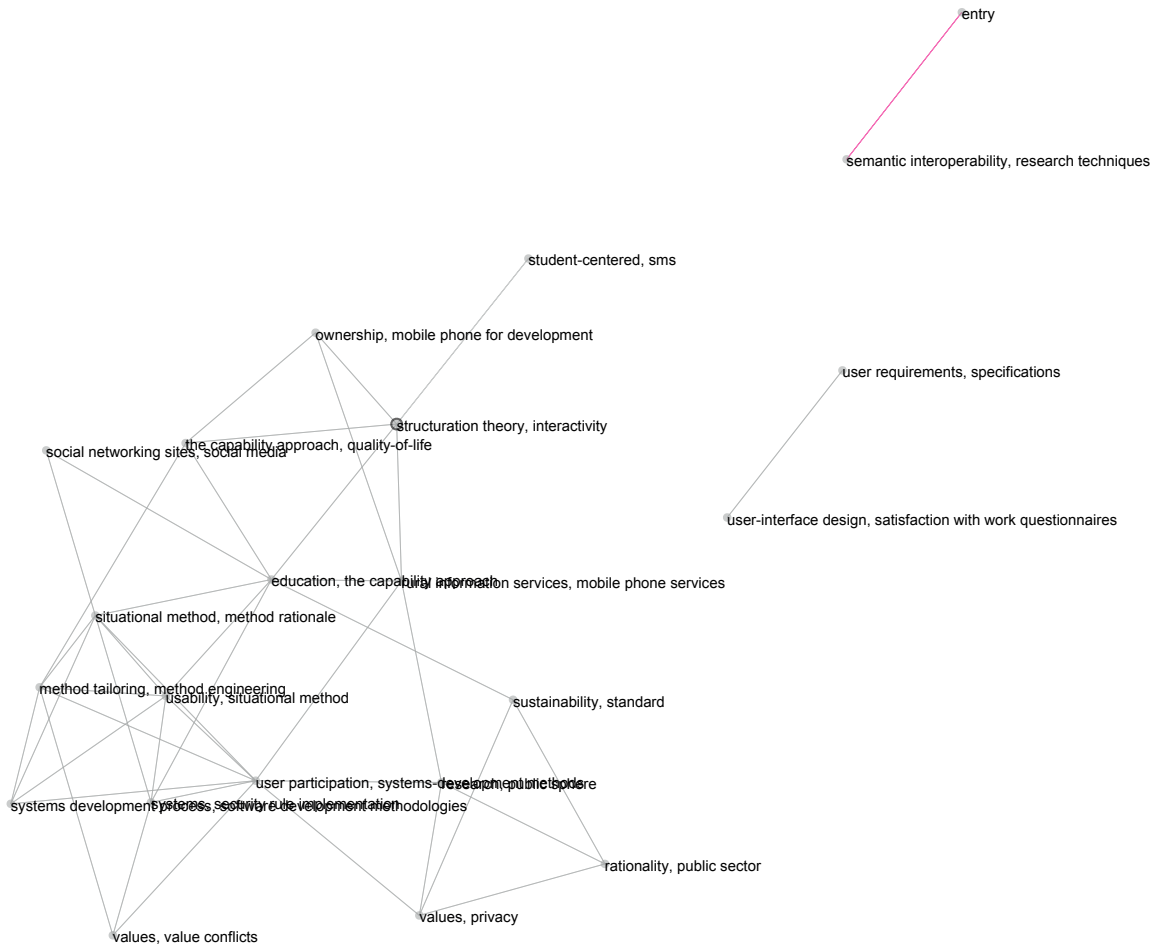 entry
semantic interoperability, research techniques
student-centered, sms
ownership, mobile phone for development
user requirements, specifications
structuration theory, interactivity
the capability approach, quality-of-life
social networking sites, social media
user-interface design, satisfaction with work questionnaires
education, the capability approach
rural information services, mobile phone services
situational method, method rationale
method tailoring, method engineering
usability, situational method
sustainability, standard
user participation, systems-development methods
research, public sphere
systems, security rule implementation
systems development process, software development methodologies
rationality, public sector
values, privacy
values, value conflicts